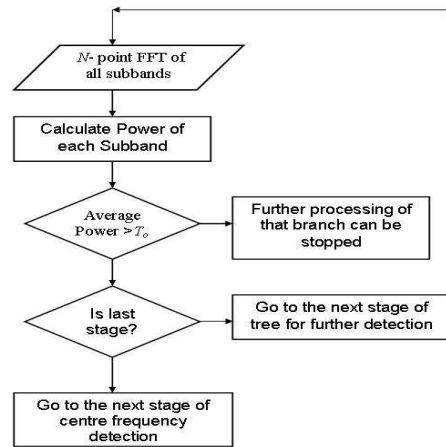 N- point FFT of
all subbands
Calculate Power of
each Subband
Average
Power >To
Further processing of
that branch can be
stopped
Is last
stage?
Go to the next stage of
tree for further detection
Go to the next stage of
centre frequency
detection